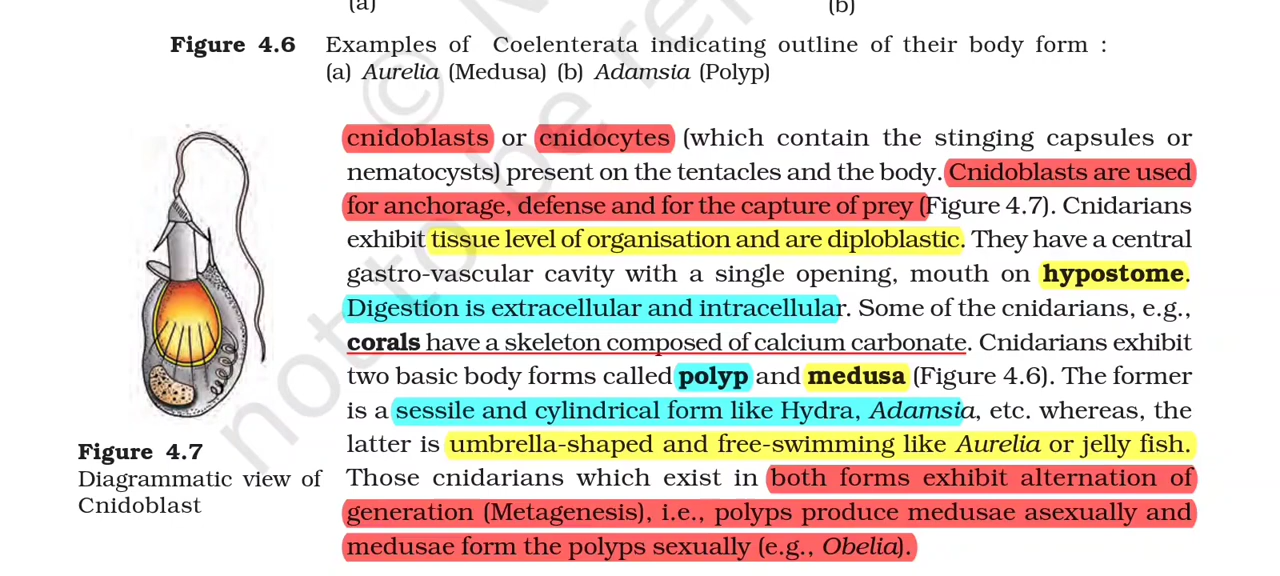 (a)
(b)
Figure 4.6 Examples of Coelenterata indicating outline of their body form :
(a) Aurelia (Medusa) (b) Adamsia (Polyp)
cnidoblasts or cnidocytes (which contain the stinging capsules or
nematocysts) present on the tentacles and the body. Cnidoblasts are used
for anchorage, defense and for the capture of prey (Figure 4.7). Cnidarians
exhibit tissue level of organisation and are diploblastic. They have a central
gastro-vascular cavity with a single opening, mouth on hypostome.
Digestion is extracellular and intracellular. Some of the cnidarians, e.g.,
corals have a skeleton composed of calcium carbonate. Cnidarians exhibit
two basic body forms called polyp and medusa (Figure 4.6). The former
is a sessile and cylindrical form like Hydra, Adamsia, etc. whereas, the
latter is umbrella-shaped and free-swimming like Aurelia or jelly fish.
Those cnidarians which exist in both forms exhibit alternation of
generation (Metagenesis), i.e., polyps produce medusae asexually and
medusae form the polyps sexually (e.g., Obelia).
Figure 4.7
Diagrammatic view of
Cnidoblast
© N
not to be re